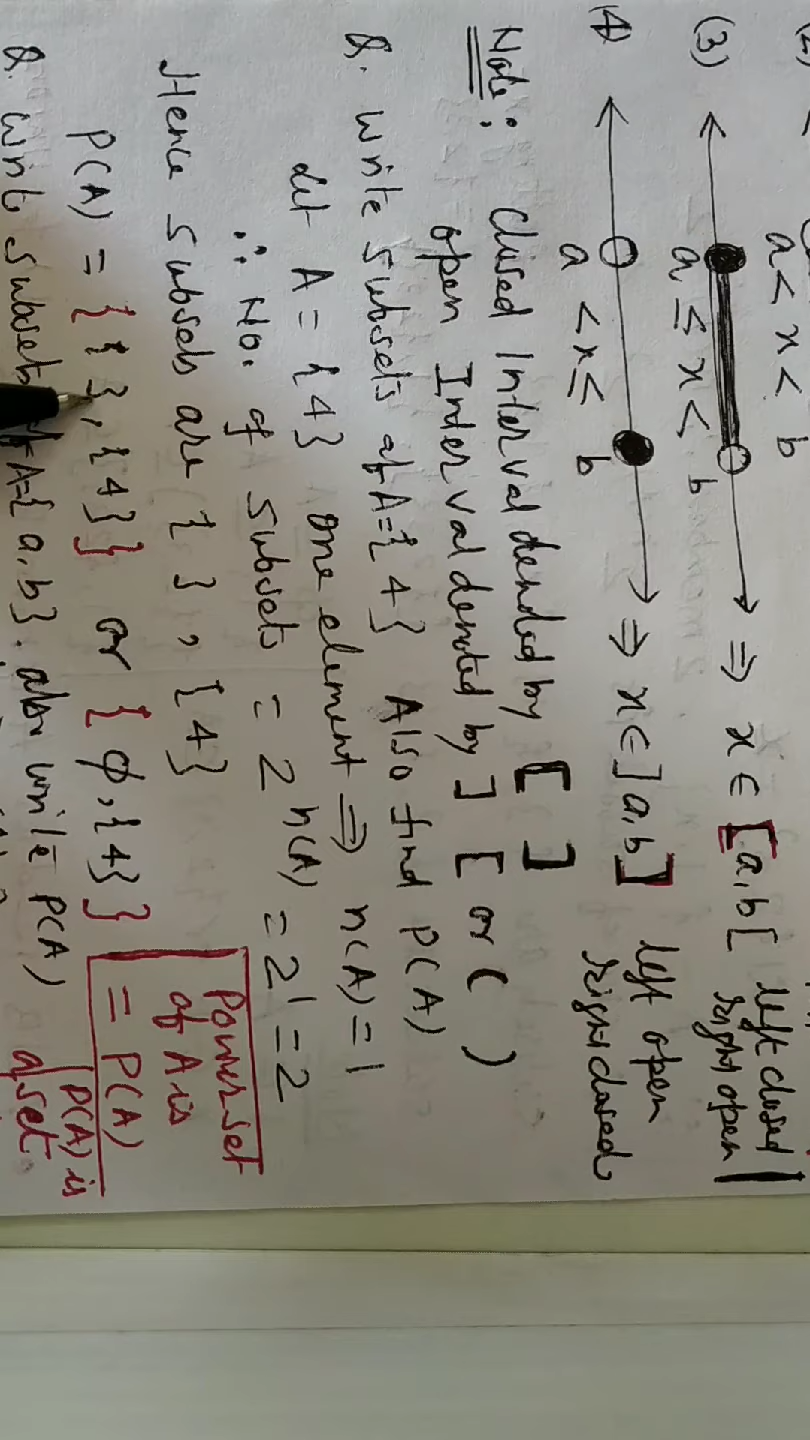 a < x < b
(3)
a ≤ x < b
⇒ x ∈ [a,b[ left closed
right open
(4)
a < x ≤ b
⇒ x ∈ ]a,b] left open
right closed
Note: closed Interval denoted by [ ]
open Interval denoted by ] [ or ( )
Q. Write Subsets of A={4} Also find P(A)
Let A = {4} one element ⇒ n(A) = 1
∴ No. of Subsets = 2^n(A) = 2^1 = 2
Hence Subsets are { }, {4}
P(A) = { { }, {4}} or { ϕ, {4} }
Power set
of A is
= P(A)
Q. Write Subsets of A={a,b}. also write P(A)
P(A) is
a set.